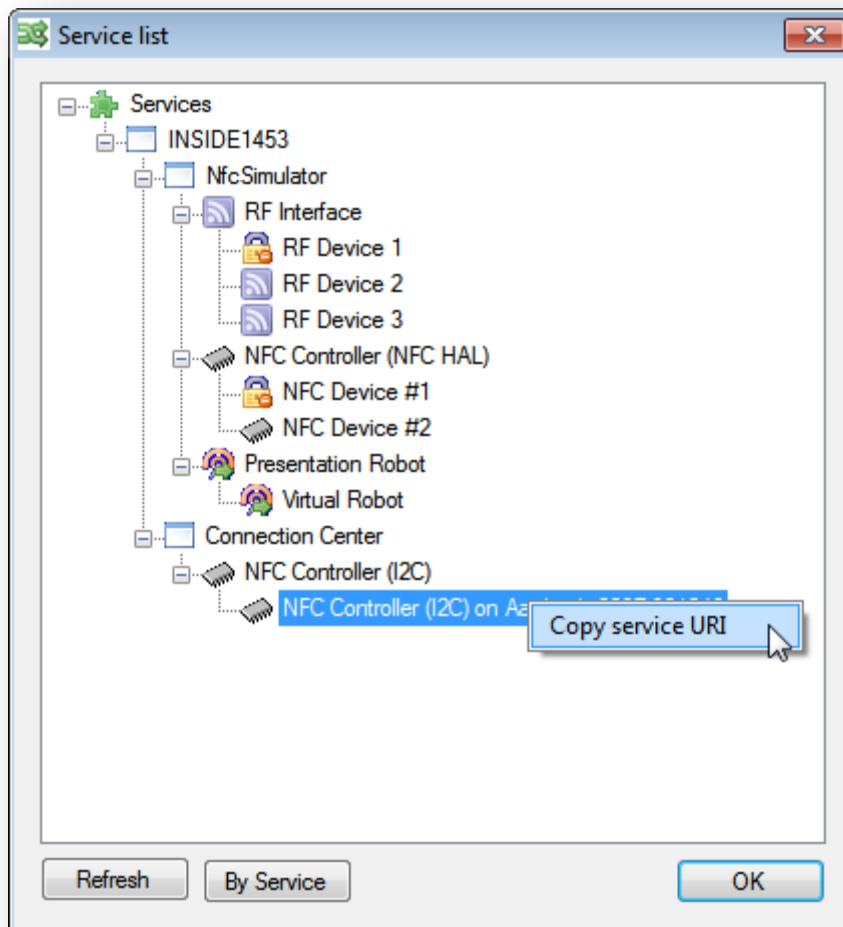 Service list
Services
INSIDE1453
NfcSimulator
RF Interface
RF Device 1
RF Device 2
RF Device 3
NFC Controller (NFC HAL)
NFC Device #1
NFC Device #2
Presentation Robot
Virtual Robot
Connection Center
NFC Controller (I2C)
NFC Controller (I2C) on
Copy service URI
Refresh
By Service
OK